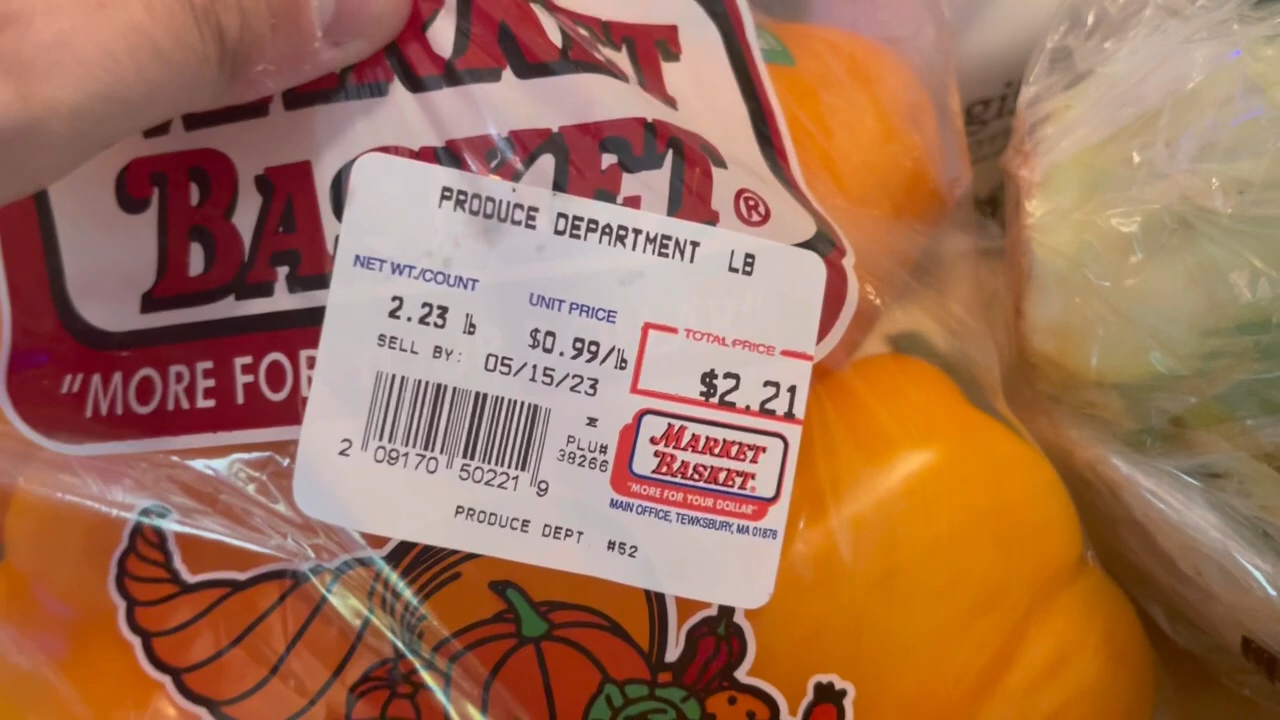 MARKET
BASKET®
"MORE FOR
PRODUCE DEPARTMENT LB
NET WT./COUNT
UNIT PRICE
TOTAL PRICE
2.23 lb
$0.99/lb
$2.21
SELL BY: 05/15/23
PLU#
38266
2 09170 50221 9
MARKET
BASKET®
"MORE FOR YOUR DOLLAR"
MAIN OFFICE, TEWKSBURY, MA 01876
PRODUCE DEPT #52